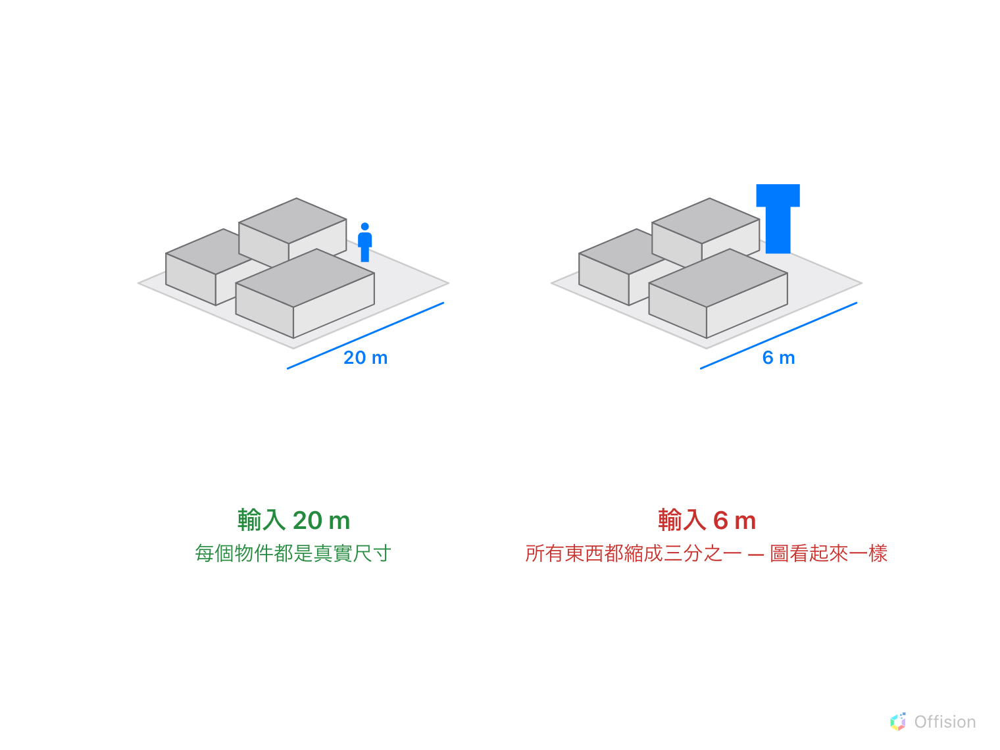 20 m
6 m
輸入 20 m
每個物件都是真實尺寸
輸入 6 m
所有東西都縮成三分之一 — 圖看起來一樣
Offision